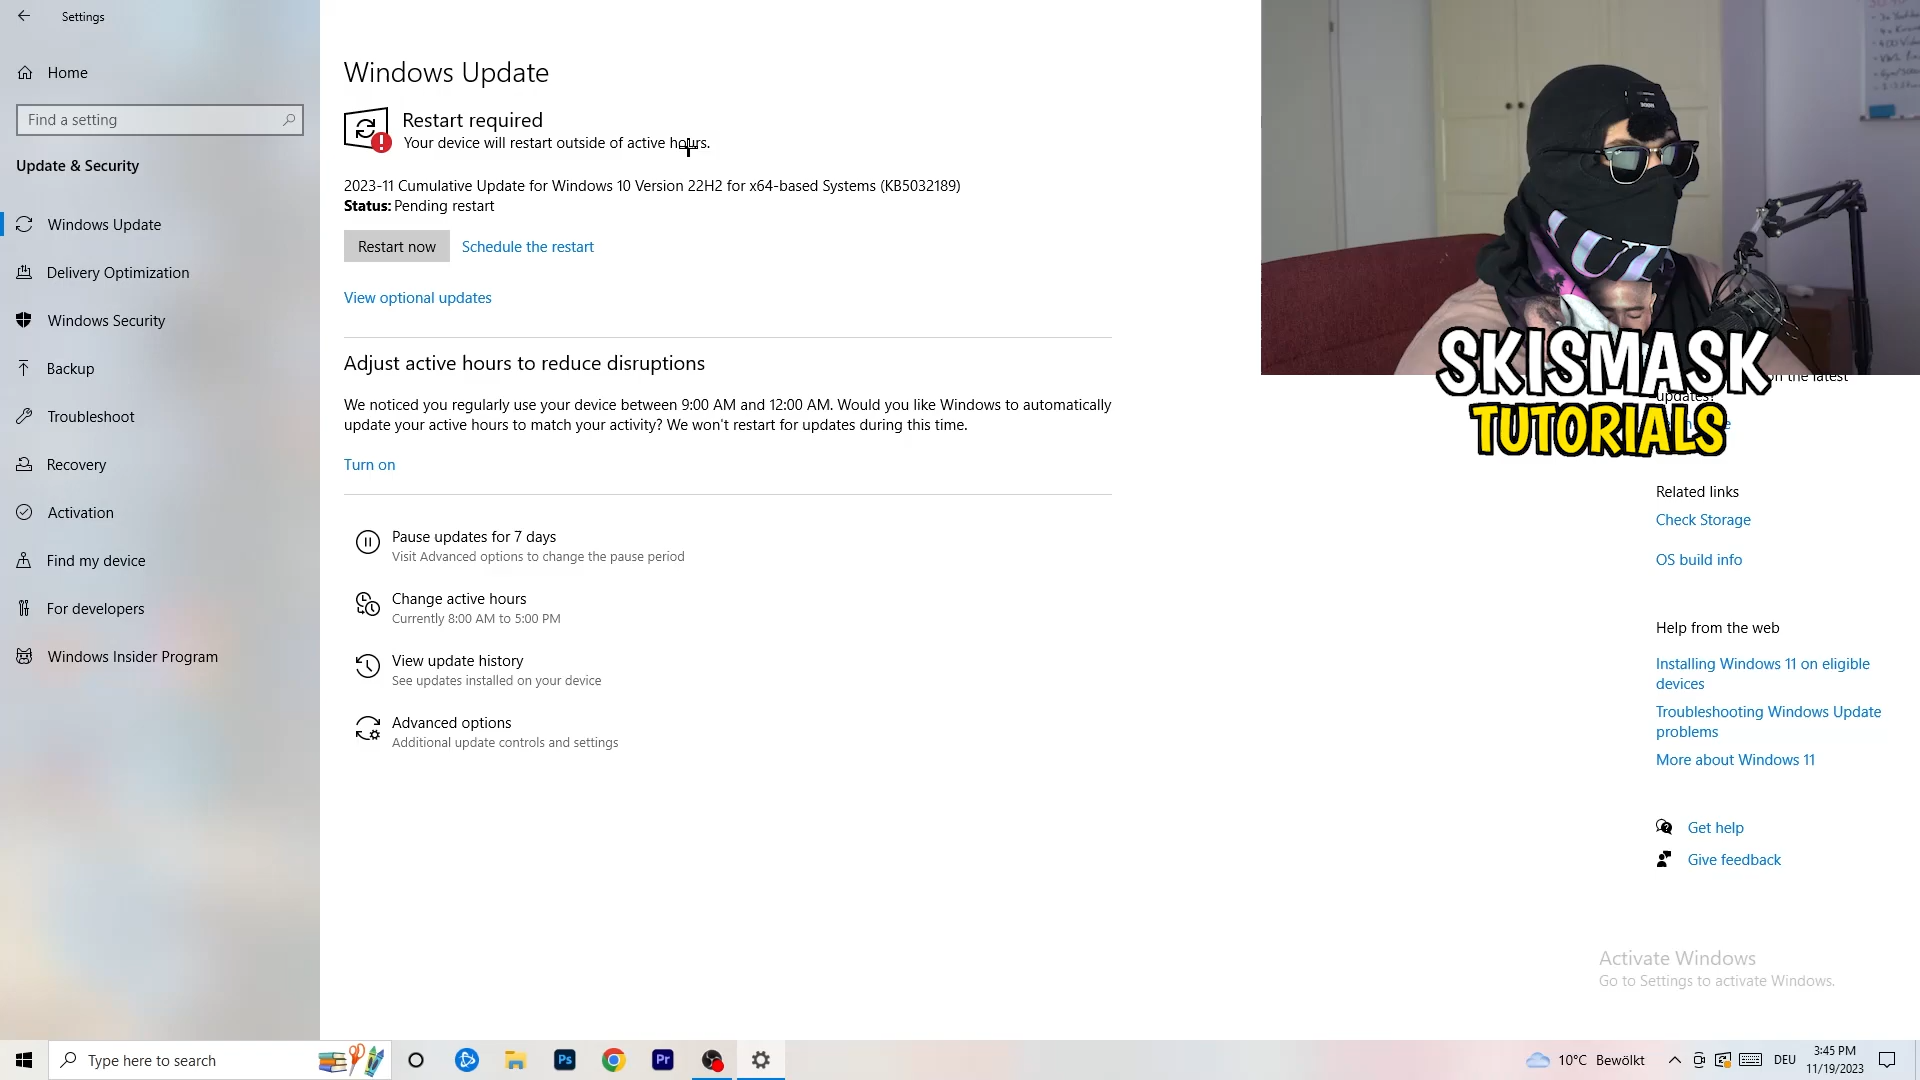 Settings
Home
Find a setting
Update & Security
Windows Update
Delivery Optimization
Windows Security
Backup
Troubleshoot
Recovery
Activation
Find my device
For developers
Windows Insider Program
Windows Update
Restart required
Your device will restart outside of active hours.
2023-11 Cumulative Update for Windows 10 Version 22H2 for x64-based Systems (KB5032189)
Status: Pending restart
Restart now
Schedule the restart
View optional updates
Adjust active hours to reduce disruptions
We noticed you regularly use your device between 9:00 AM and 12:00 AM. Would you like Windows to automatically
update your active hours to match your activity? We won't restart for updates during this time.
Turn on
Pause updates for 7 days
Visit Advanced options to change the pause period
Change active hours
Currently 8:00 AM to 5:00 PM
View update history
See updates installed on your device
Advanced options
Additional update controls and settings
SKISMASK
TUTORIALS
on the latest
updates?
Related links
Check Storage
OS build info
Help from the web
Installing Windows 11 on eligible
devices
Troubleshooting Windows Update
problems
More about Windows 11
Get help
Give feedback
Activate Windows
Go to Settings to activate Windows.
Type here to search
Ps
Pr
10°C Bewölkt
DEU
3:45 PM
11/19/2023